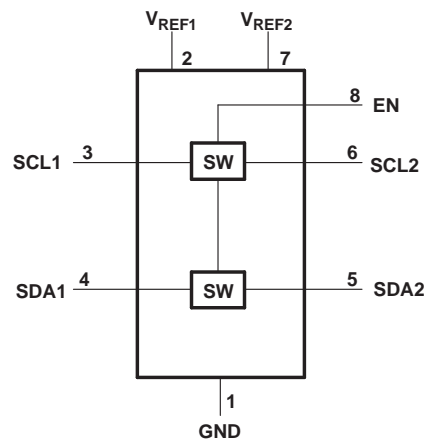 VREF1 VREF2
2 7
8 EN
SCL1 3 SW 6 SCL2
SDA1 4 SW 5 SDA2
1
GND